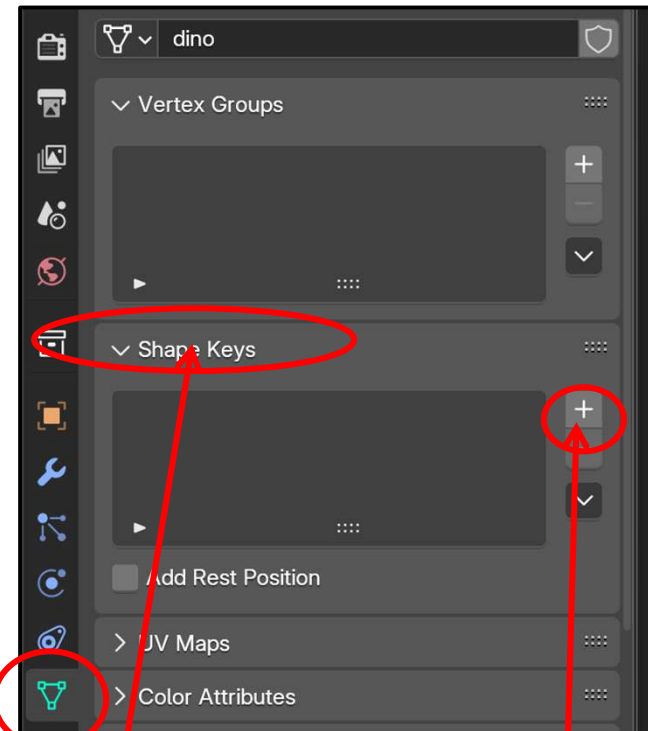 dino
Vertex Groups
Shape Keys
Add Rest Position
UV Maps
Color Attributes